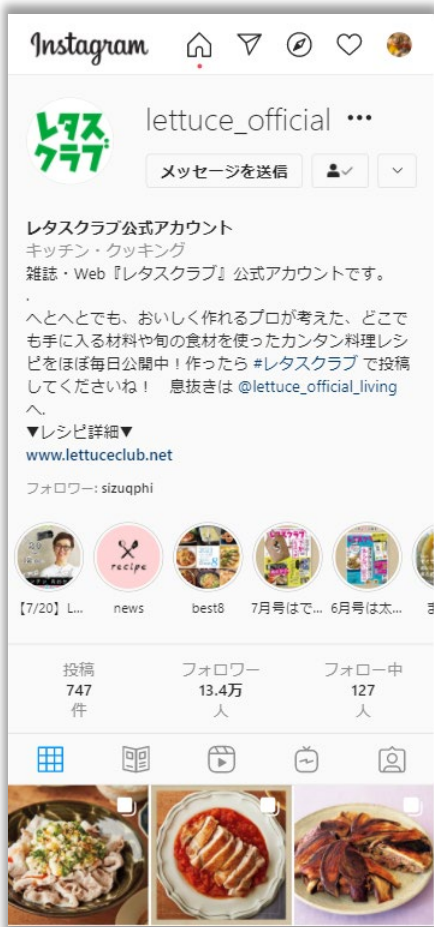 Instagram
レタス
クラブ
lettuce_official •••
メッセージを送信
レタスクラブ公式アカウント
キッチン・クッキング
雑誌・Web『レタスクラブ』公式アカウントです。
.
へとへとでも、おいしく作れるプロが考えた、どこで
も手に入る材料や旬の食材を使ったカンタン料理レシ
ピをほぼ毎日公開中！作ったら #レタスクラブ で投稿
してくださいね！　息抜きは @lettuce_official_living
へ.
▼レシピ詳細▼
www.lettuceclub.net
フォロワー: sizuqphi
recipe
【7/20】L... news best8 7月号はで... 6月号は太... ま
投稿 フォロワー フォロー中
747 13.4万 127
件 人 人